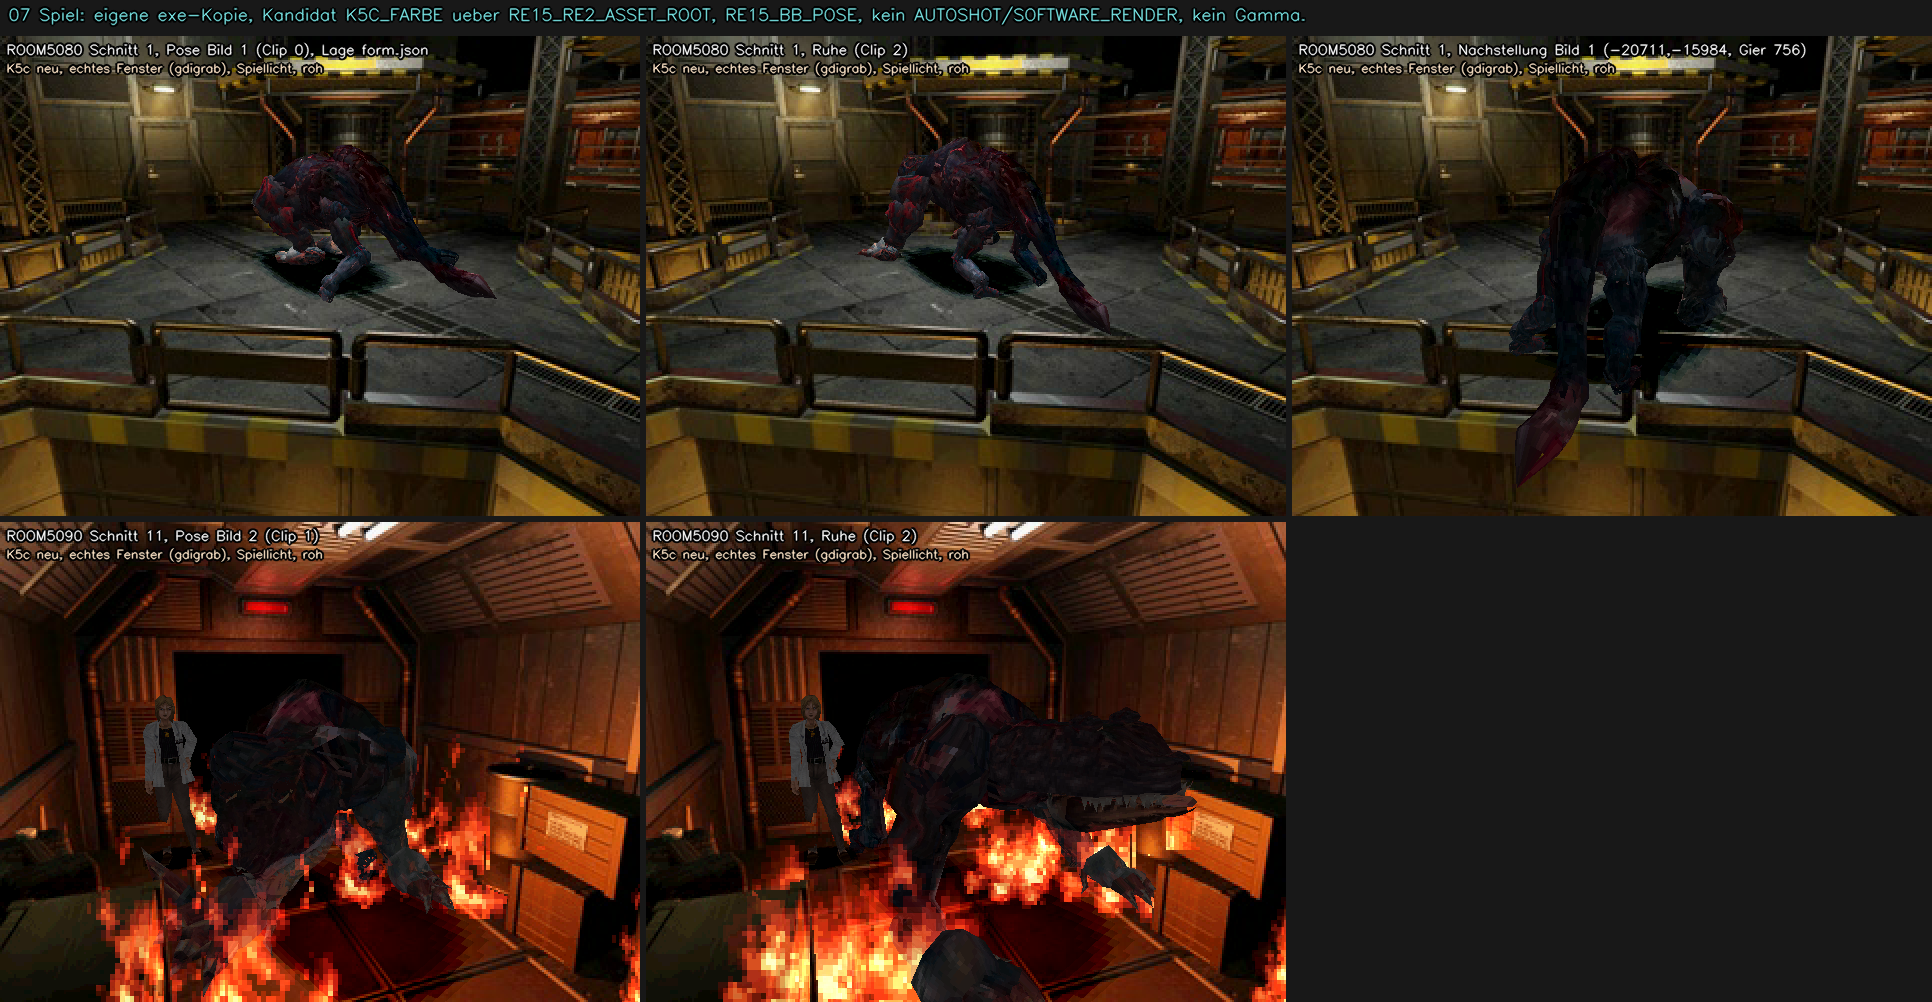 07 Spiel: eigene exe-Kopie, Kandidat K5C_FARBE ueber RE15_RE2_ASSET_ROOT, RE15_BB_POSE, kein AUTOSHOT/SOFTWARE_RENDER, kein Gamma.
ROOM5080 Schnitt 1, Pose Bild 1 (Clip 0), Lage form.json
K5c neu, echtes Fenster (gdigrab), Spiellicht, roh
ROOM5080 Schnitt 1, Ruhe (Clip 2)
K5c neu, echtes Fenster (gdigrab), Spiellicht, roh
ROOM5080 Schnitt 1, Nachstellung Bild 1 (-20711,-15984, Gier 756)
K5c neu, echtes Fenster (gdigrab), Spiellicht, roh
ROOM5090 Schnitt 11, Pose Bild 2 (Clip 1)
K5c neu, echtes Fenster (gdigrab), Spiellicht, roh
ROOM5090 Schnitt 11, Ruhe (Clip 2)
K5c neu, echtes Fenster (gdigrab), Spiellicht, roh